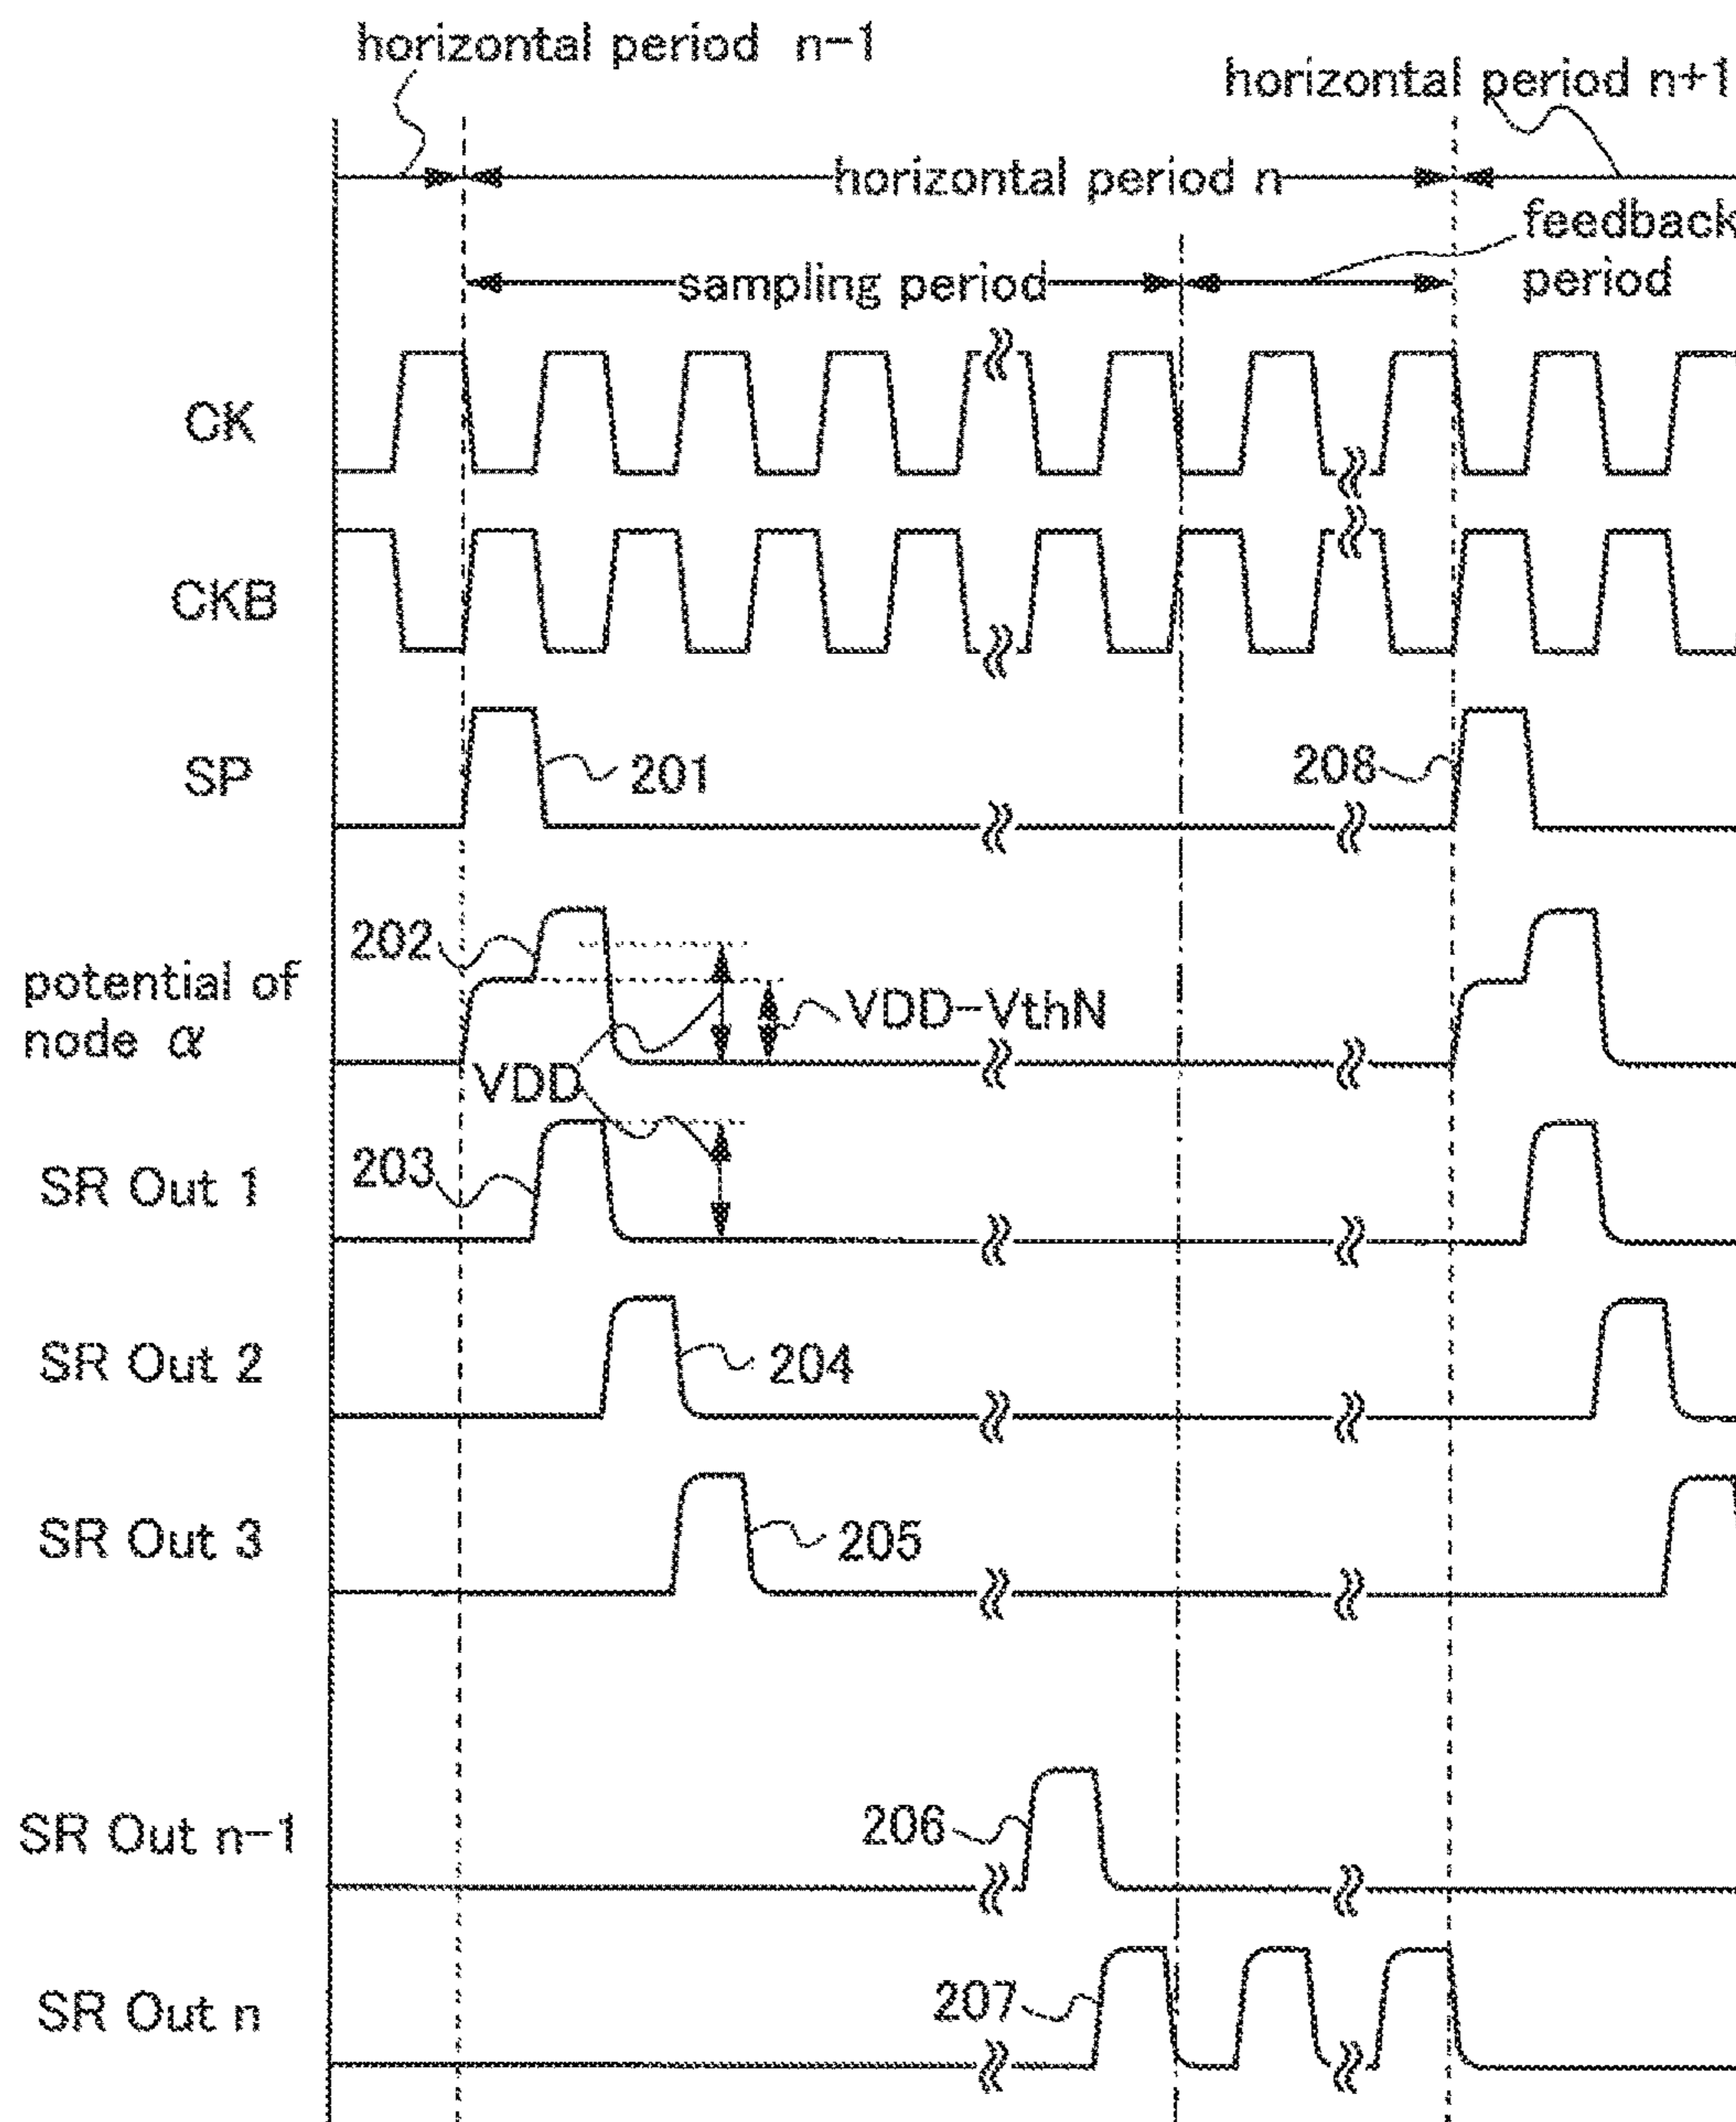 horizontal period n-1
horizontal period n+1
horizontal period n
feedback
period
sampling period
CK
CKB
SP
201
208
202
potential of
node α
VDD-VthN
VDD
203
SR Out 1
SR Out 2
204
SR Out 3
205
206
SR Out n-1
207
SR Out n